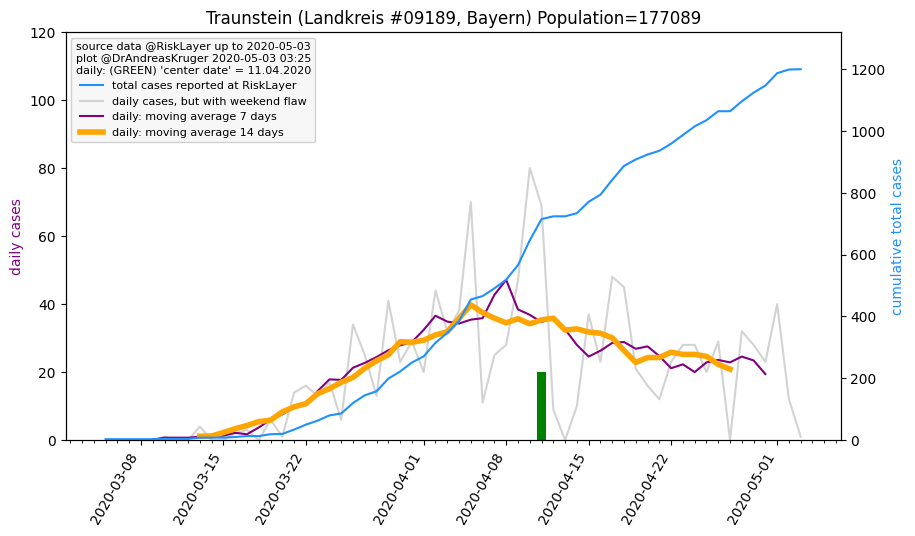 Traunstein (Landkreis #09189, Bayern) Population=177089
source data @RiskLayer up to 2020-05-03
plot @DrAndreasKruger 2020-05-03 03:25
daily: (GREEN) 'center date' = 11.04.2020
total cases reported at RiskLayer
daily cases, but with weekend flaw
daily: moving average 7 days
daily: moving average 14 days
daily cases
120
100
80
60
40
20
0
cumulative total cases
1200
1000
800
600
400
200
0
2020-03-08
2020-03-15
2020-03-22
2020-04-01
2020-04-08
2020-04-15
2020-04-22
2020-05-01